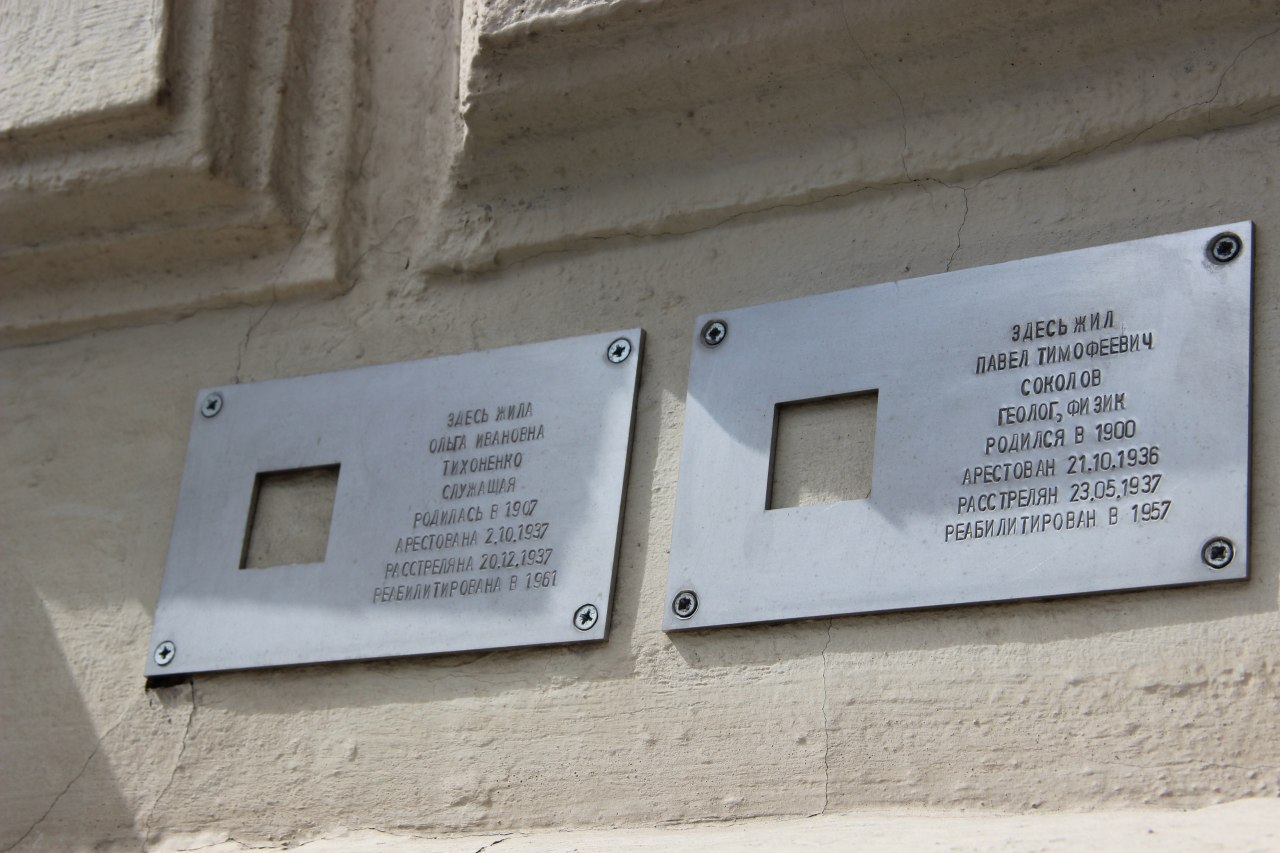 ЗДЕСЬ ЖИЛА
ОЛЬГА ИВАНОВНА
ТИХОНЕНКО
СЛУЖАЩАЯ
РОДИЛАСЬ В 1907
АРЕСТОВАНА 2.10.1937
РАССТРЕЛЯНА 20.12.1937
РЕАБИЛИТИРОВАНА В 1961
ЗДЕСЬ ЖИЛ
ПАВЕЛ ТИМОФЕЕВИЧ
СОКОЛОВ
ГЕОЛОГ, ФИЗИК
РОДИЛСЯ В 1900
АРЕСТОВАН 21.10.1936
РАССТРЕЛЯН 23.05.1937
РЕАБИЛИТИРОВАН В 1957